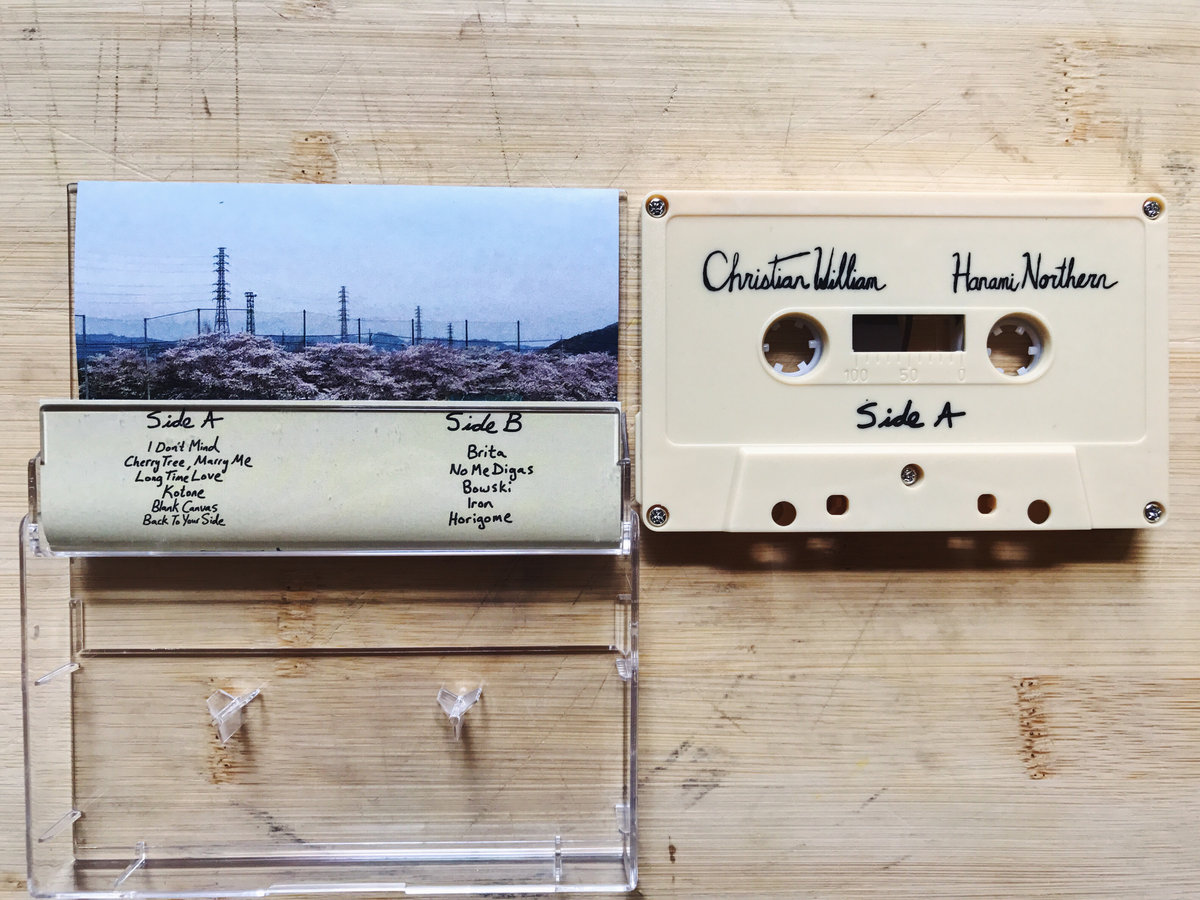 Side A
I Don't Mind
Cherry Tree, Marry Me
Long Time Love
Kotone
Blank Canvas
Back To Your Side
Side B
Brita
No Me Digas
Bowski
Iron
Horigome
Christian William
Hanami Northern
100 50 0
Side A